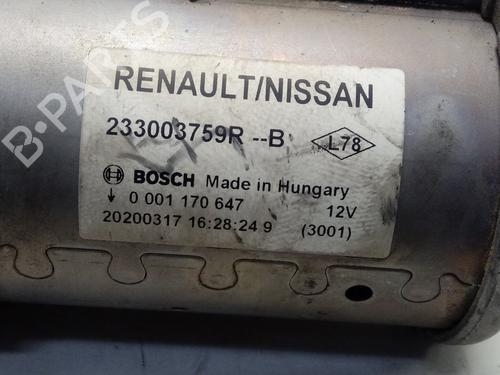 RENAULT/NISSAN
233003759R --B L78
BOSCH Made in Hungary
↓ 0 001 170 647 12V
20200317 16:28:24 9 (3001)